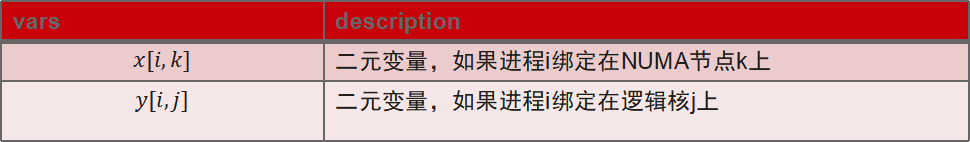 vars description
x[i,k] 二元变量，如果进程i绑定在NUMA节点k上
y[i,j] 二元变量，如果进程i绑定在逻辑核j上